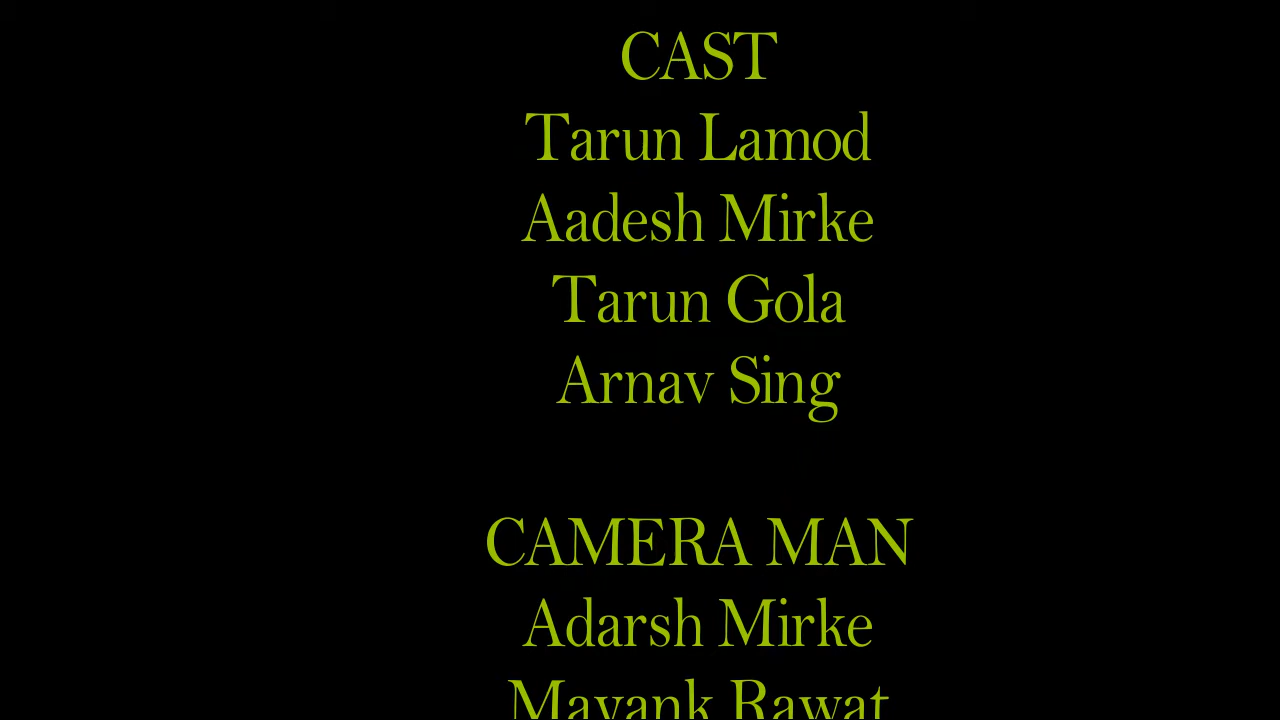 CAST
Tarun Lamod
Aadesh Mirke
Tarun Gola
Arnav Sing
CAMERA MAN
Adarsh Mirke
Mayank Rawat